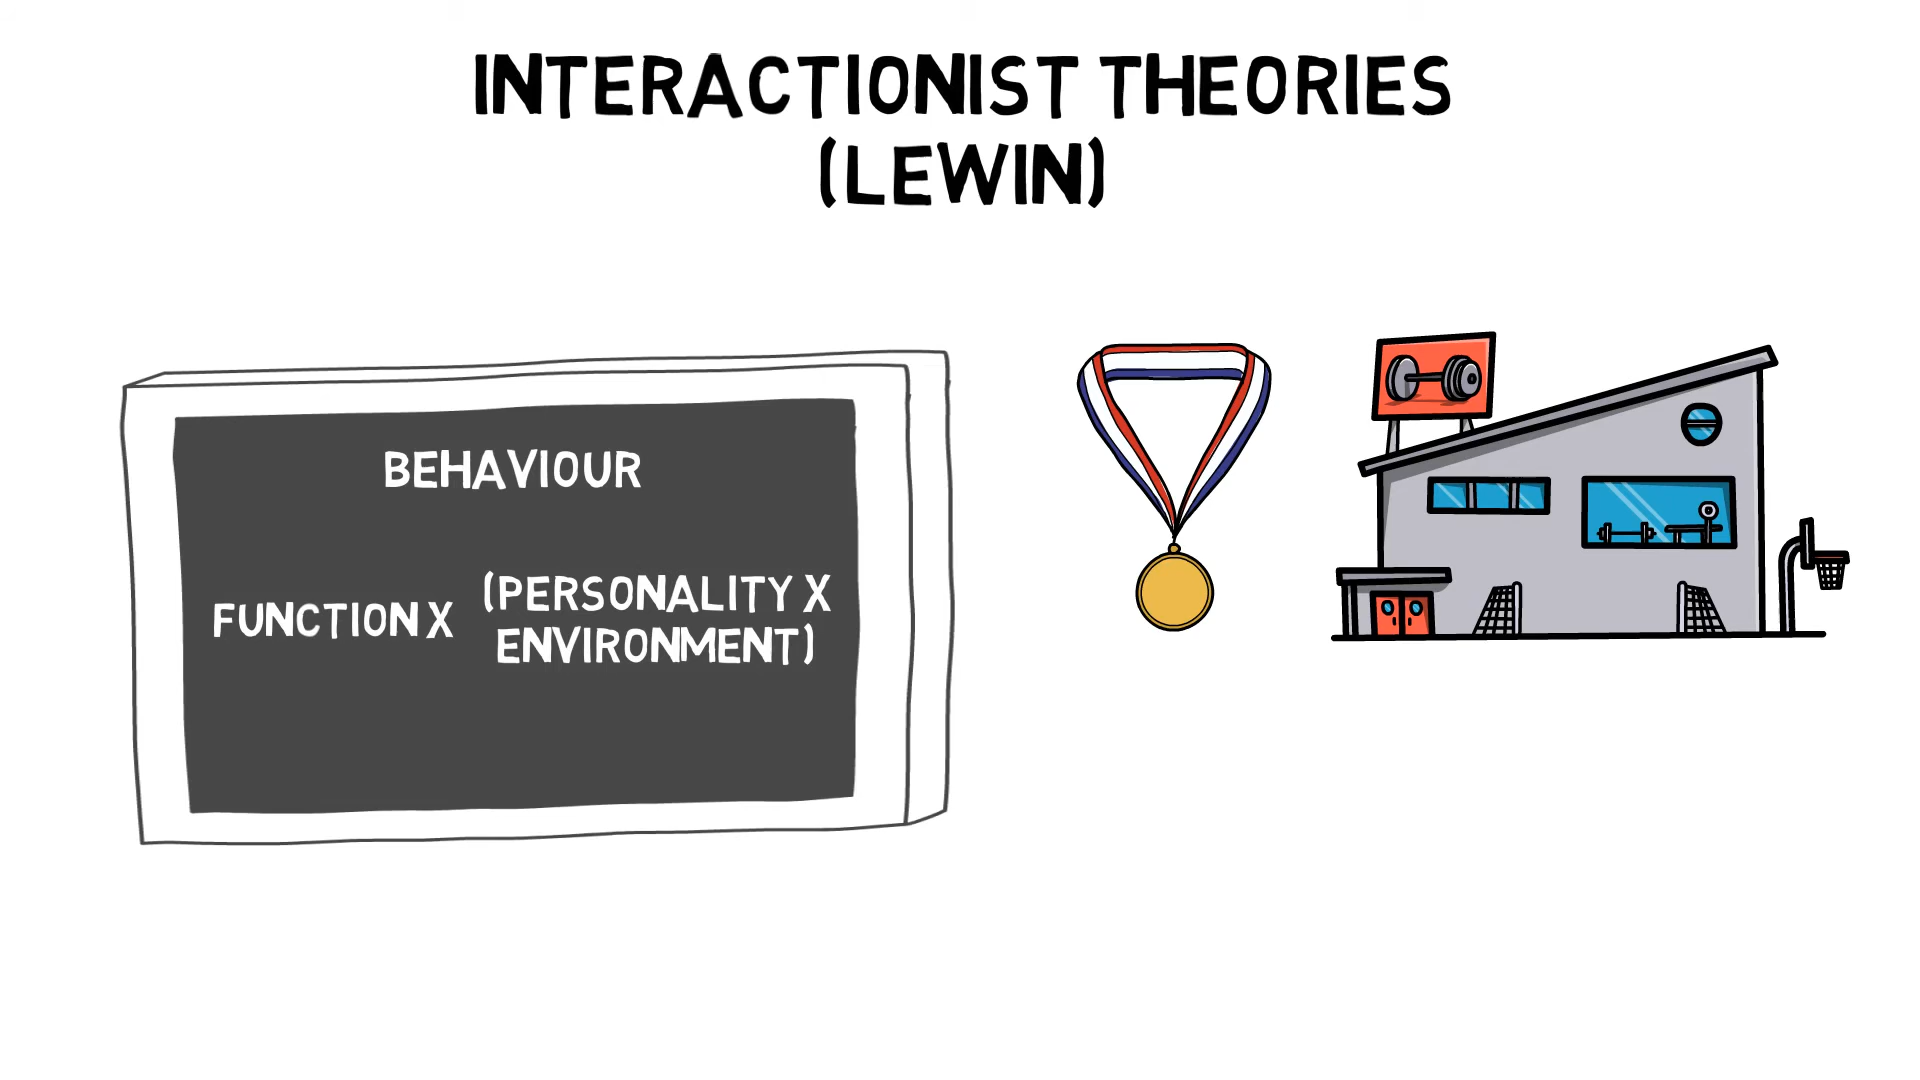 INTERACTIONIST THEORIES
(LEWIN)
BEHAVIOUR
FUNCTION X
(PERSONALITY X
ENVIRONMENT)